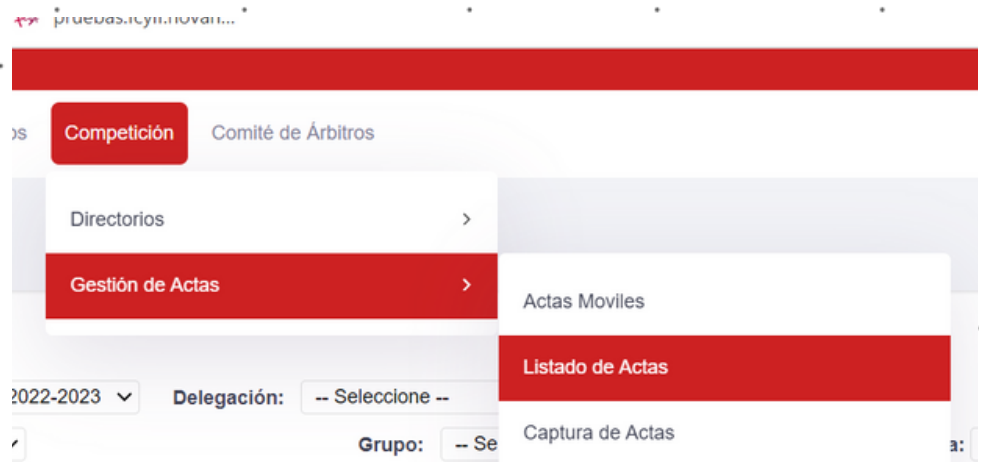 Competición
Comité de Árbitros
Directorios
Gestión de Actas
Actas Moviles
Listado de Actas
2022-2023
Delegación:
-- Seleccione --
Captura de Actas
Grupo: